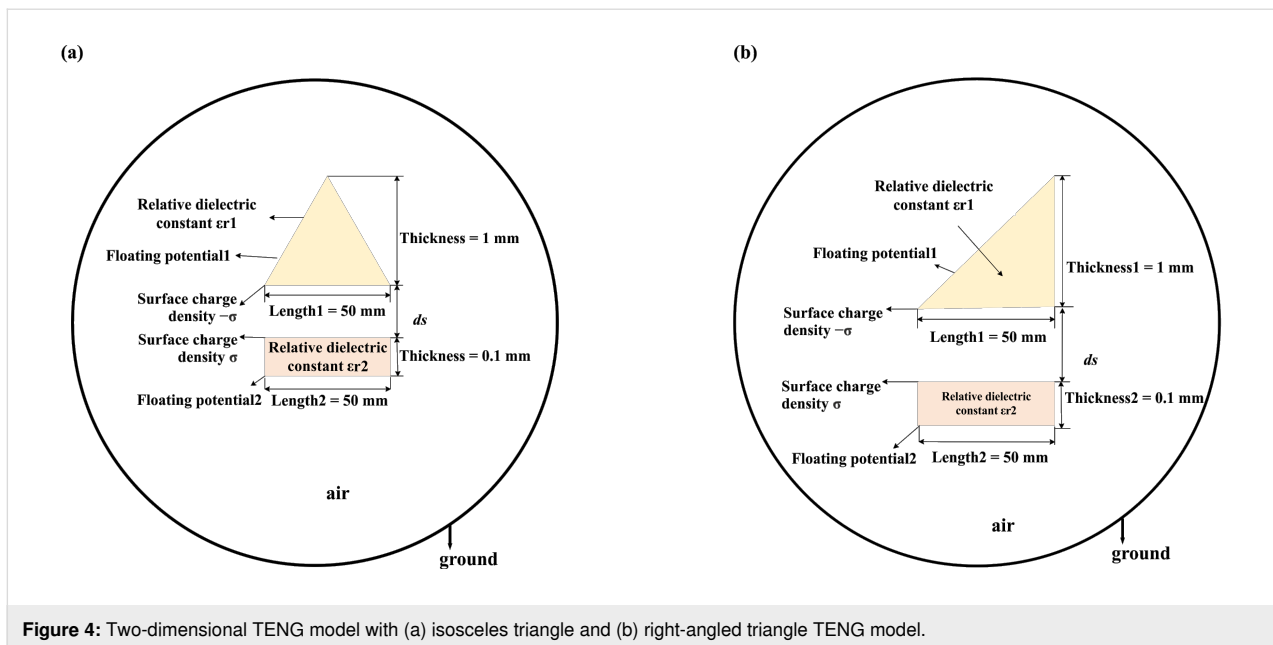 (a)
Relative dielectric
constant εr1
Floating potential1
Thickness = 1 mm
Surface charge
density −σ
Length1 = 50 mm
ds
Surface charge
density σ
Relative dielectric
constant εr2
Thickness = 0.1 mm
Floating potential2
Length2 = 50 mm
air
ground
(b)
Relative dielectric
constant εr1
Floating potential1
Thickness1 = 1 mm
Surface charge
density −σ
Length1 = 50 mm
ds
Surface charge
density σ
Relative dielectric
constant εr2
Thickness2 = 0.1 mm
Floating potential2
Length2 = 50 mm
air
ground
Figure 4: Two-dimensional TENG model with (a) isosceles triangle and (b) right-angled triangle TENG model.